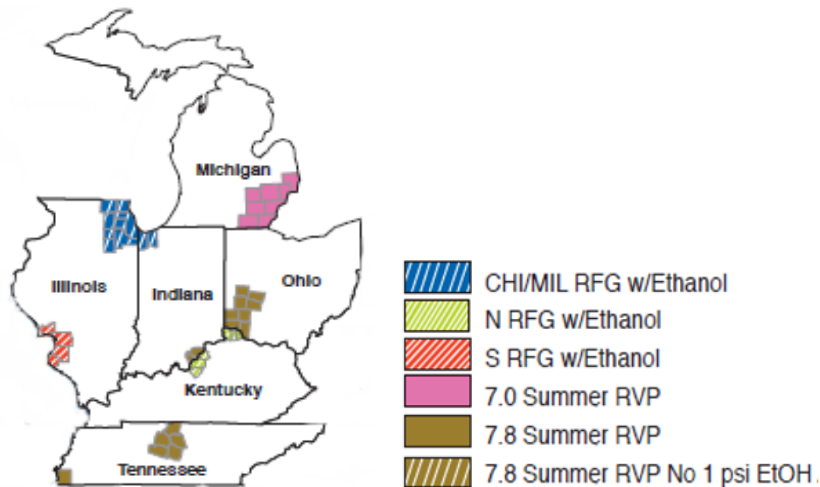 Michigan
Illinois
Indiana
Ohio
Kentucky
Tennessee
CHI/MIL RFG w/Ethanol
N RFG w/Ethanol
S RFG w/Ethanol
7.0 Summer RVP
7.8 Summer RVP
7.8 Summer RVP No 1 psi EtOH.